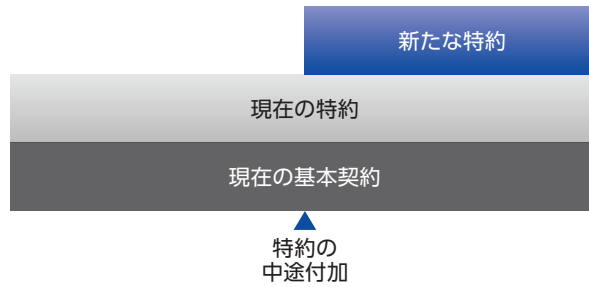 新たな特約
現在の特約
現在の基本契約
特約の
中途付加